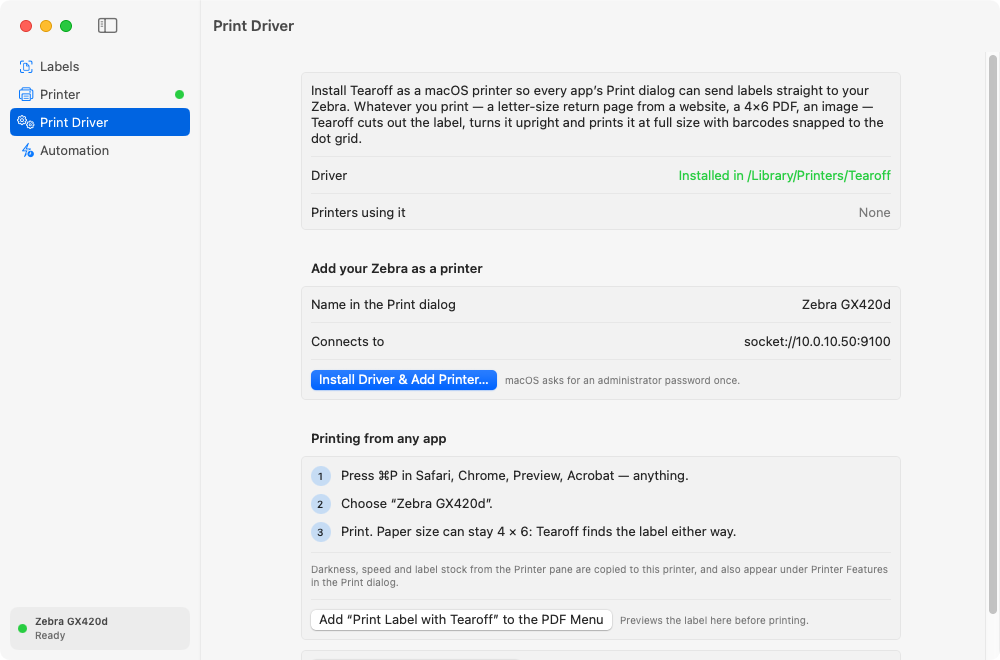 Print Driver
Labels
Printer
Print Driver
Automation
Install Tearoff as a macOS printer so every app’s Print dialog can send labels straight to your
Zebra. Whatever you print — a letter-size return page from a website, a 4×6 PDF, an image —
Tearoff cuts out the label, turns it upright and prints it at full size with barcodes snapped to the
dot grid.
Driver
Installed in /Library/Printers/Tearoff
Printers using it
None
Add your Zebra as a printer
Name in the Print dialog
Zebra GX420d
Connects to
socket://10.0.10.50:9100
Install Driver & Add Printer...
macOS asks for an administrator password once.
Printing from any app
1 Press ⌘P in Safari, Chrome, Preview, Acrobat — anything.
2 Choose “Zebra GX420d”.
3 Print. Paper size can stay 4 × 6: Tearoff finds the label either way.
Darkness, speed and label stock from the Printer pane are copied to this printer, and also appear under Printer Features
in the Print dialog.
Add “Print Label with Tearoff” to the PDF Menu
Previews the label here before printing.
Zebra GX420d
Ready